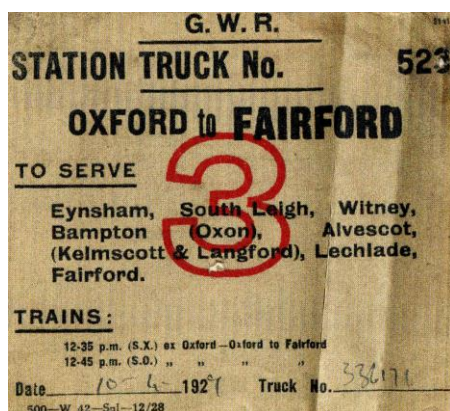 G. W. R.
STATION TRUCK No. 523
OXFORD to FAIRFORD
3
TO SERVE
Eynsham, South Leigh, Witney,
Bampton (Oxon), Alvescot,
(Kelmscott & Langford), Lechlade,
Fairford.
TRAINS:
12-35 p.m. (S.X.) ex Oxford—Oxford to Fairford
12-45 p.m. (S.O.) „ „ „ „
Date 10-4-1929 Truck No. 336171
500—W 42—Spl—12/28